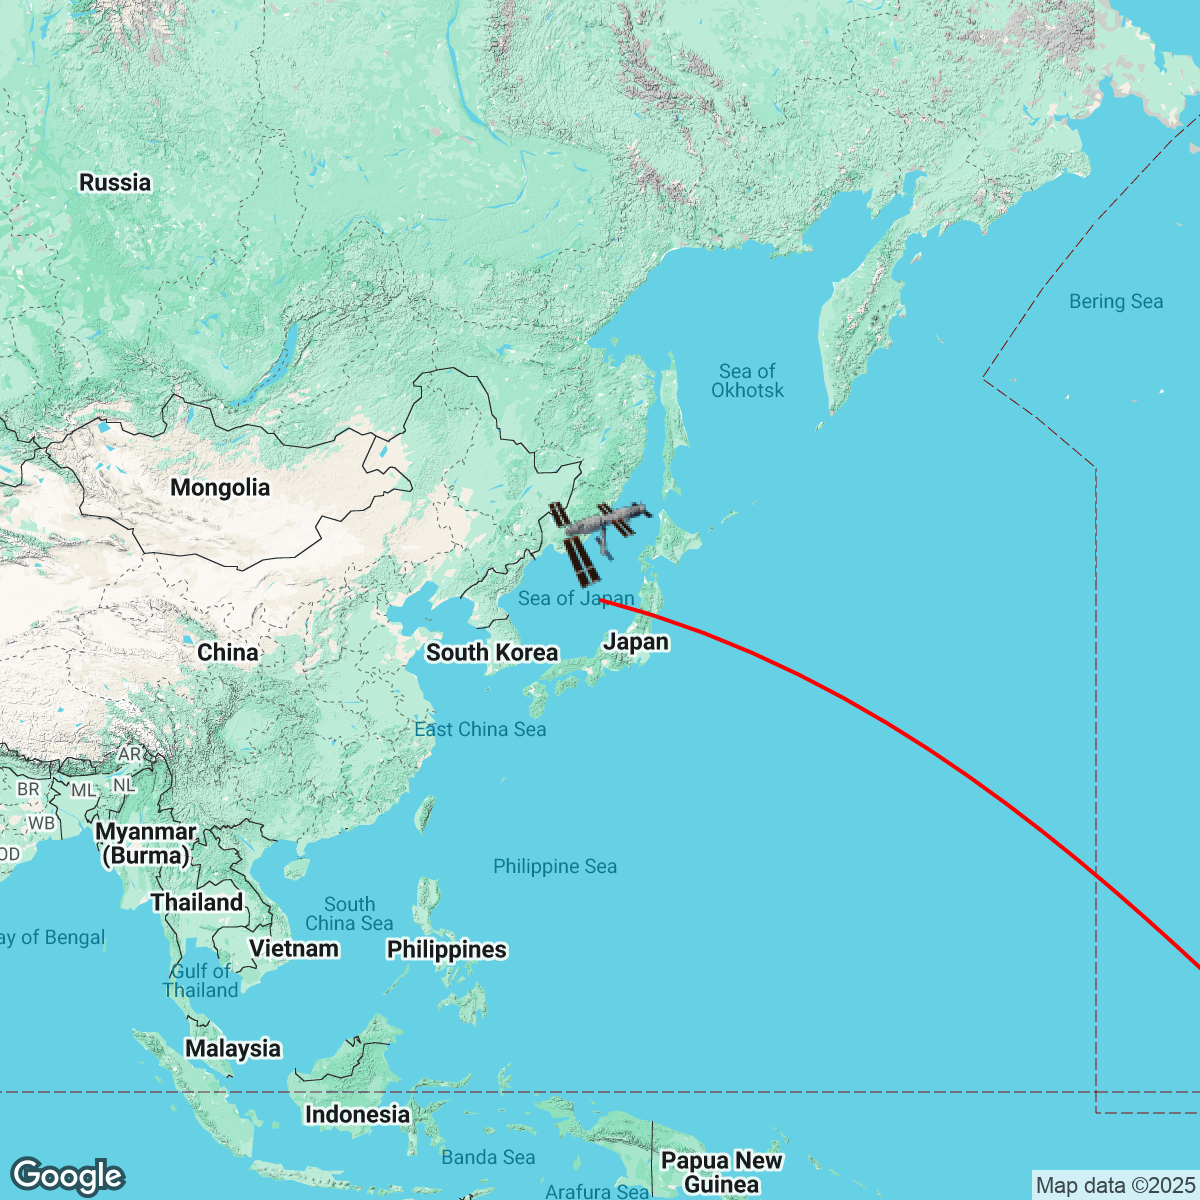 Russia
Bering Sea
Sea of
Okhotsk
Mongolia
Sea of Japan
Japan
China
South Korea
East China Sea
AR
BR
ML
NL
WB
Myanmar
(Burma)
OD
Philippine Sea
Thailand
South
China Sea
ay of Bengal
Vietnam
Philippines
Gulf of
Thailand
Malaysia
Indonesia
Banda Sea
Papua New
Guinea
Arafura Sea
Google
Map data ©2025